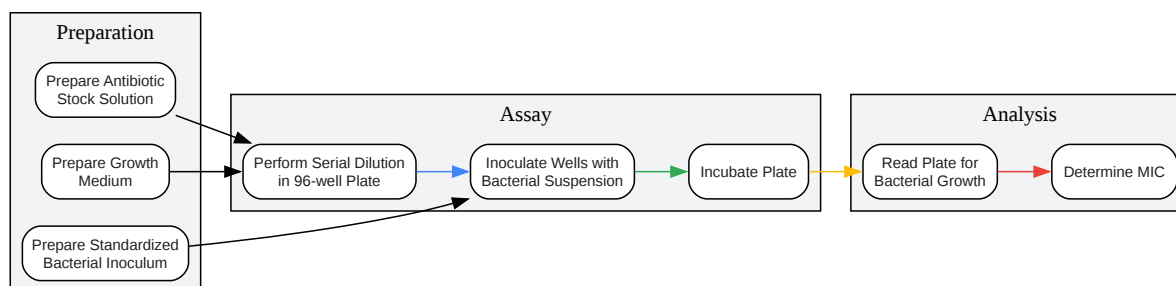 Preparation
Prepare Antibiotic
Stock Solution
Prepare Growth
Medium
Prepare Standardized
Bacterial Inoculum
Assay
Perform Serial Dilution
in 96-well Plate
Inoculate Wells with
Bacterial Suspension
Incubate Plate
Analysis
Read Plate for
Bacterial Growth
Determine MIC